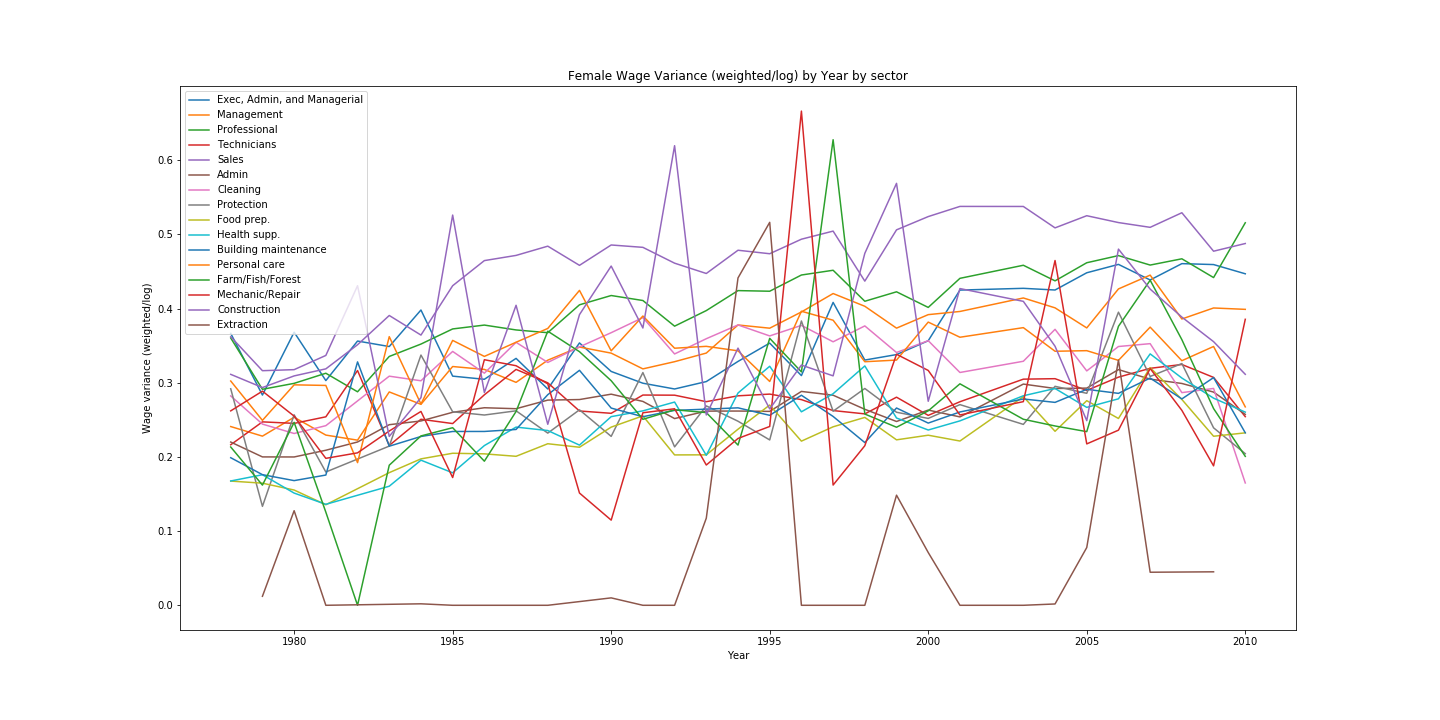 Female Wage Variance (weighted/log) by Year by sector
Exec, Admin, and Managerial
Management
Professional
Technicians
Sales
Admin
Cleaning
Protection
Food prep.
Health supp.
Building maintenance
Personal care
Farm/Fish/Forest
Mechanic/Repair
Construction
Extraction
Wage variance (weighted/log)
0.6
0.5
0.4
0.3
0.2
0.1
0.0
1980 1985 1990 1995 2000 2005 2010
Year